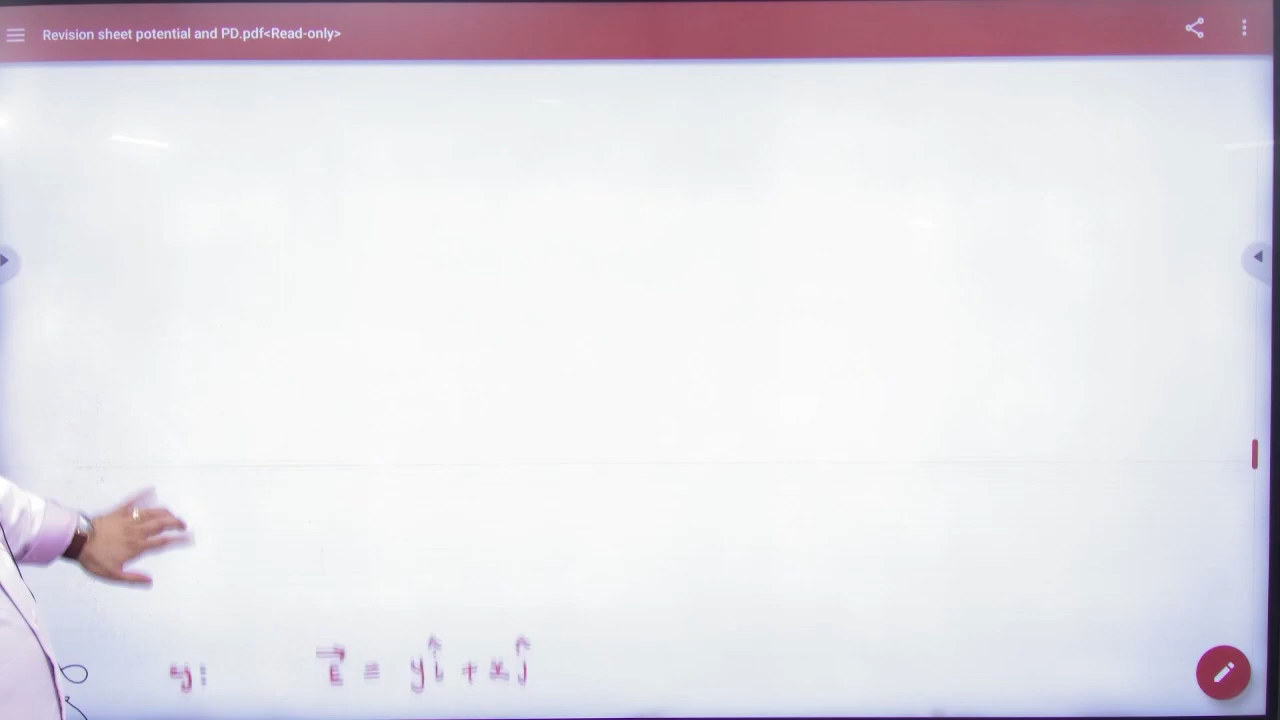 Revision sheet potential and PD.pdf<Read-only>
eg: E⃗ = yî + xĵ